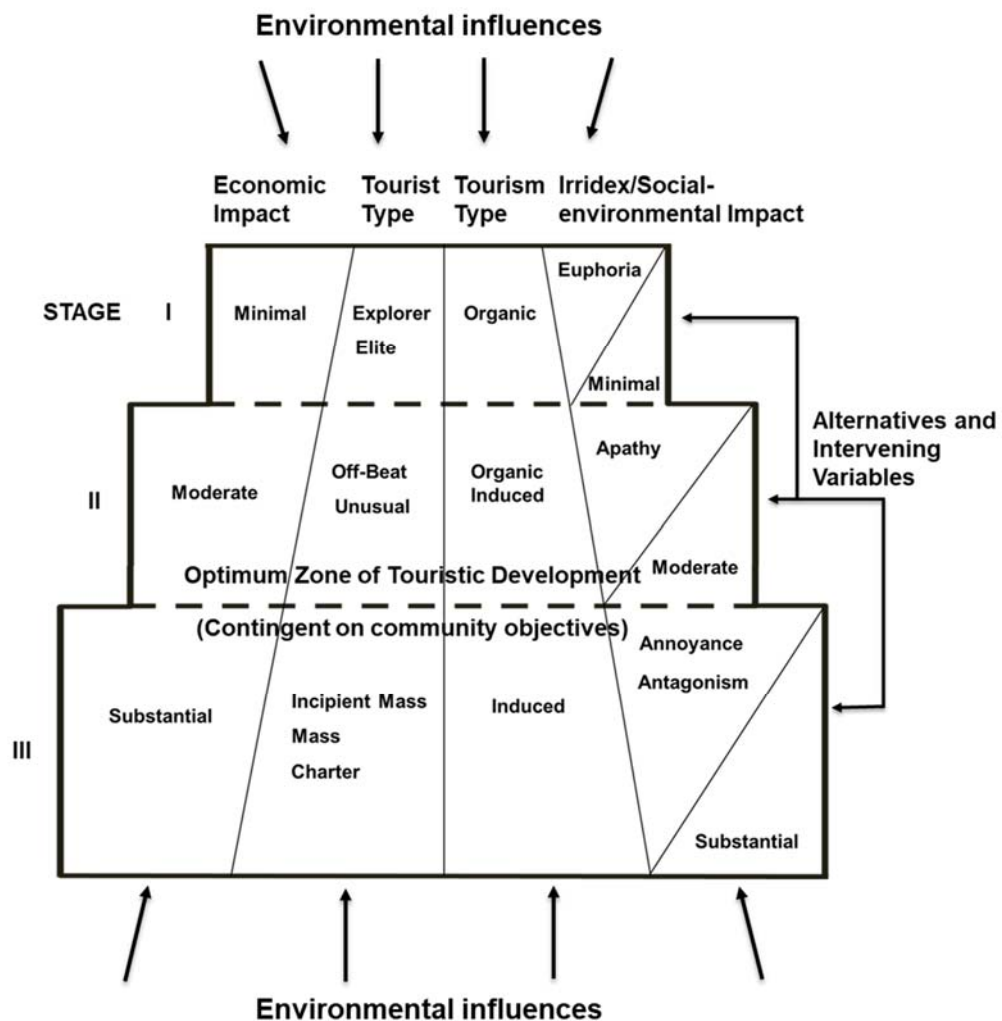 Environmental influences
Economic
Impact
Tourist
Type
Tourism
Type
Irridex/Social-
environmental Impact
STAGE I
Minimal
Explorer
Elite
Organic
Euphoria
Minimal
Alternatives and
Intervening
Variables
II
Moderate
Off-Beat
Unusual
Organic
Induced
Apathy
Moderate
Optimum Zone of Touristic Development
(Contingent on community objectives)
III
Substantial
Incipient Mass
Mass
Charter
Induced
Annoyance
Antagonism
Substantial
Environmental influences